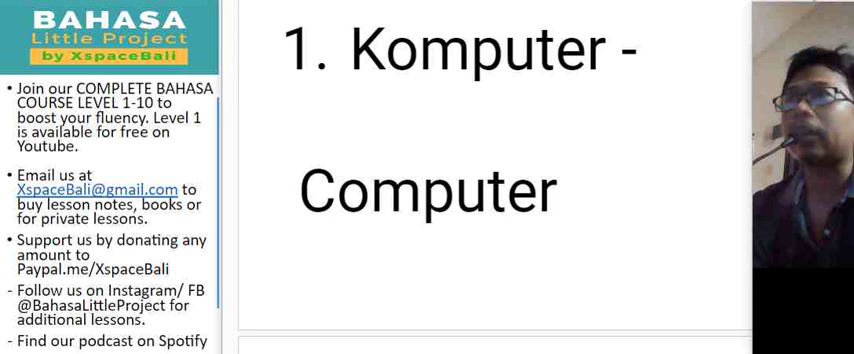 BAHASA
Little Project
by XspaceBali
• Join our COMPLETE BAHASA
COURSE LEVEL 1-10 to
boost your fluency. Level 1
is available for free on
Youtube.
• Email us at
XspaceBali@gmail.com to
buy lesson notes, books or
for private lessons.
• Support us by donating any
amount to
Paypal.me/XspaceBali
- Follow us on Instagram/ FB
@BahasaLittleProject for
additional lessons.
- Find our podcast on Spotify
1. Komputer -
Computer